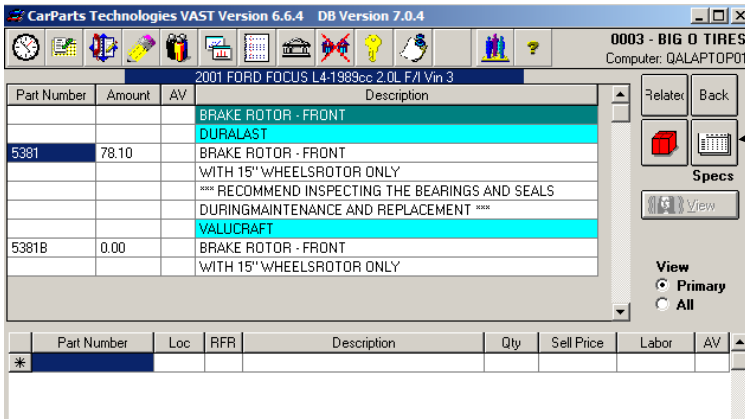 CarParts Technologies VAST Version 6.6.4 DB Version 7.0.4
0003 - BIG O TIRES
Computer: QALAPTOP01
2001 FORD FOCUS L4-1989cc 2.0L F/I Vin 3
Part Number Amount AV Description
BRAKE ROTOR - FRONT
DURALAST
5381 78.10 BRAKE ROTOR - FRONT
WITH 15" WHEELSROTOR ONLY
*** RECOMMEND INSPECTING THE BEARINGS AND SEALS
DURINGMAINTENANCE AND REPLACEMENT ***
VALUCRAFT
5381B 0.00 BRAKE ROTOR - FRONT
WITH 15" WHEELSROTOR ONLY
Related Back
Specs
View
View
Primary
All
Part Number Loc RFR Description Qty Sell Price Labor AV
*